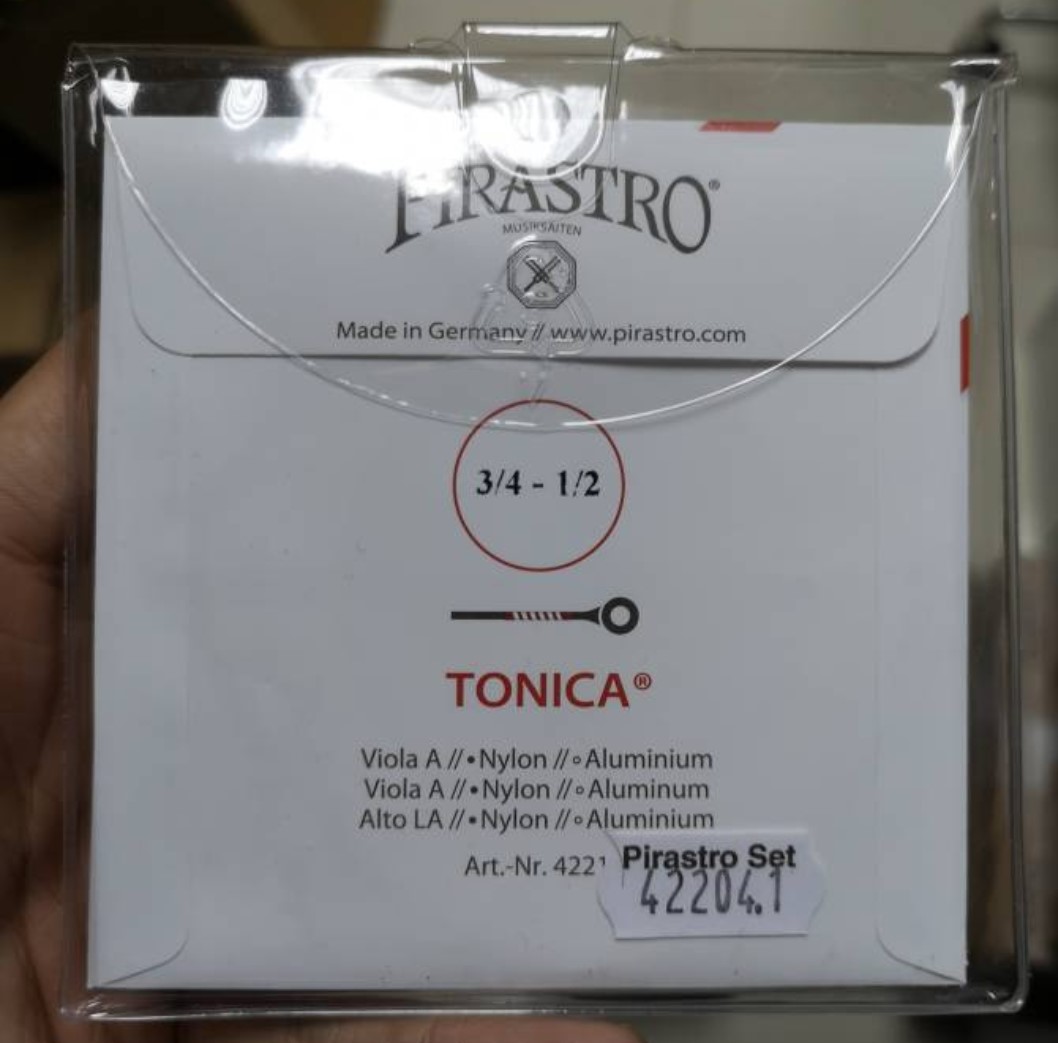 PIRASTRO®
MUSIKSAITEN
Made in Germany // www.pirastro.com
3/4 - 1/2
TONICA®
Viola A //•Nylon //◦Aluminium
Viola A //•Nylon //◦Aluminum
Alto LA //•Nylon //◦Aluminium
Art.-Nr. 4221
Pirastro Set
42204.1